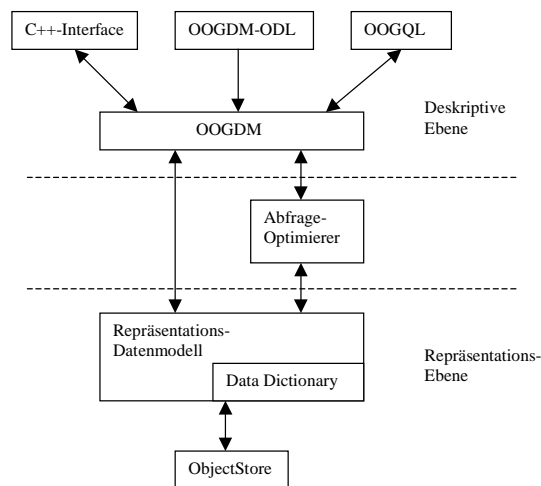 C++-Interface
OOGDM-ODL
OOGQL
OOGDM
Deskriptive
Ebene
Abfrage-
Optimierer
Repräsentations-
Datenmodell
Data Dictionary
Repräsentations-
Ebene
ObjectStore